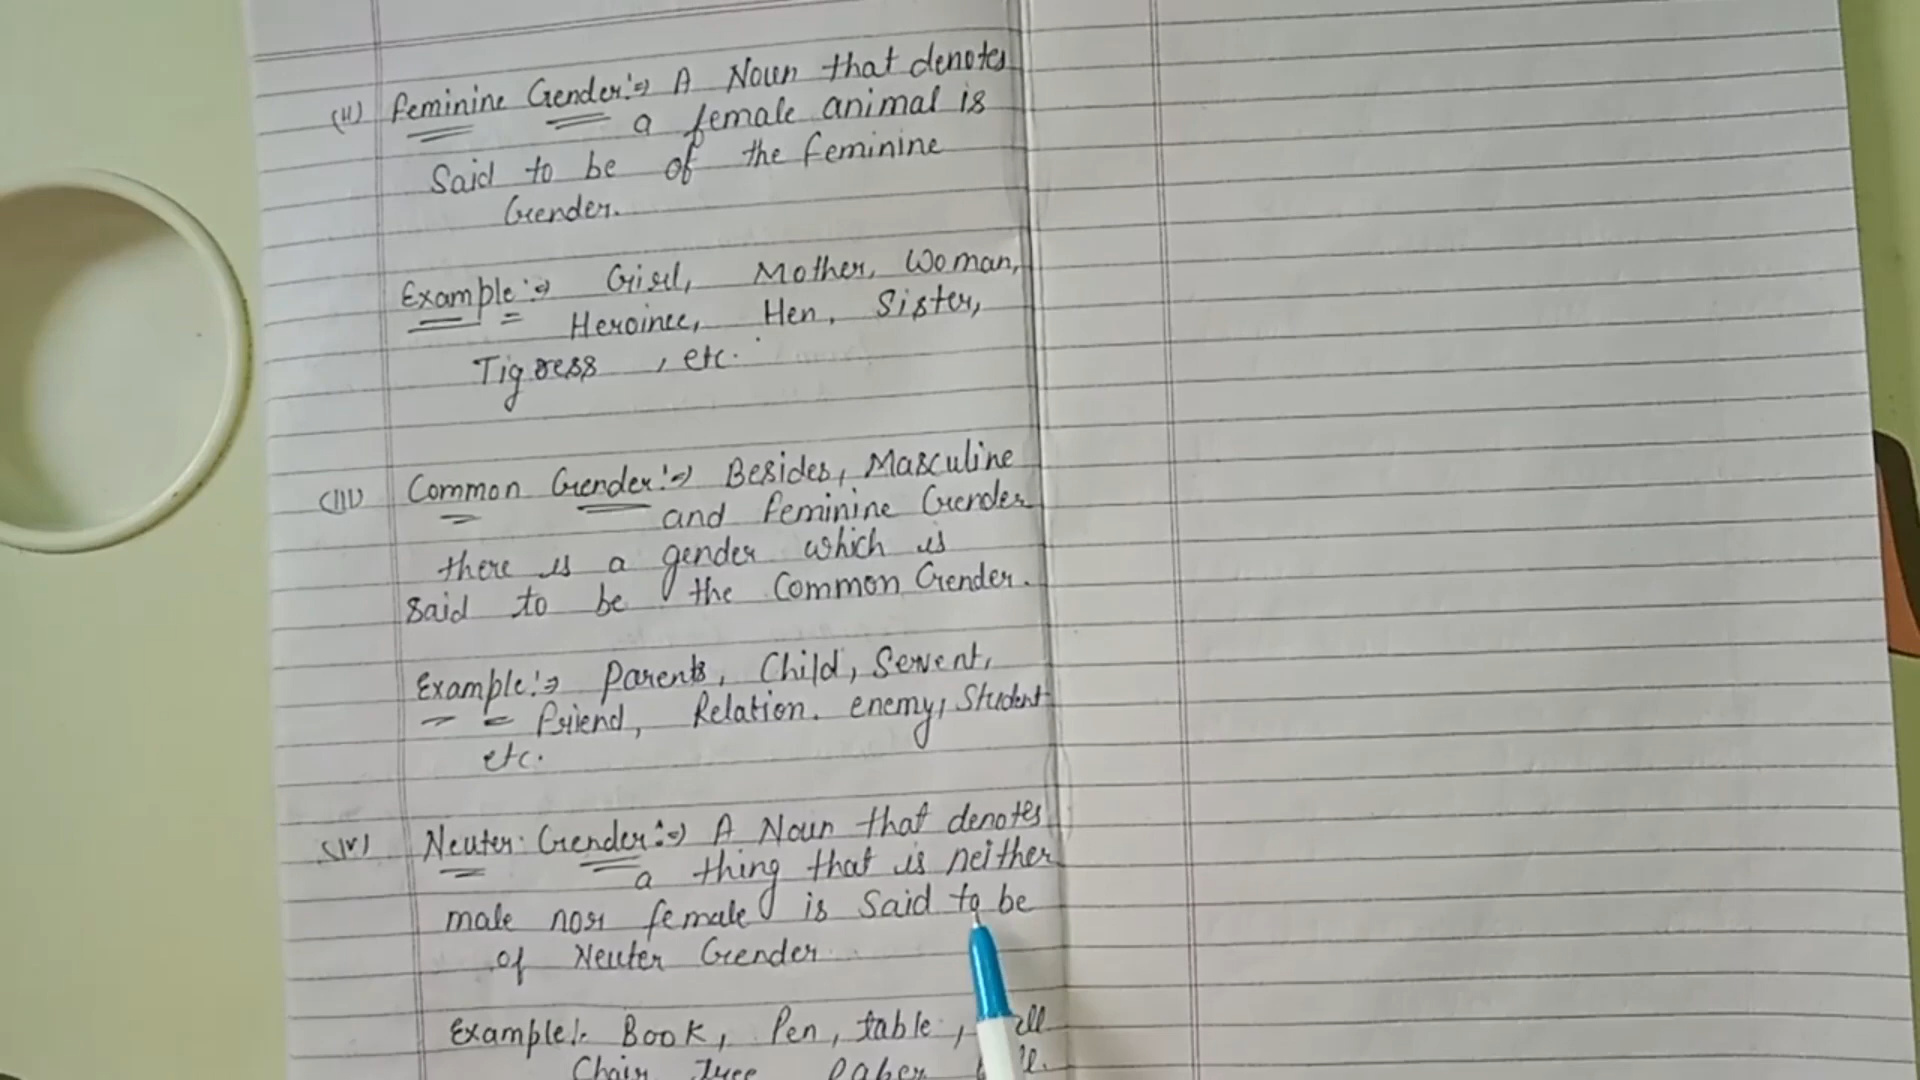 (II) Feminine Gender:⇒ A Noun that denotes
a female animal is
Said to be of the feminine
Gender.
Example:⇒ Girl, Mother, Woman,
Heroinee, Hen, Sister,
Tigress, etc.
(III) Common Gender:⇒ Besides, Masculine
and feminine Gender
there is a gender which is
said to be the Common Gender.
Example:⇒ Parents, Child, Servent,
Friend, Relation. enemy, Student
etc.
(IV) Neuter Gender:⇒ A Noun that denotes
a thing that is neither
male nor female is Said to be
of Neuter Gender
Example:- Book, Pen, table,
Chair Tree Paper